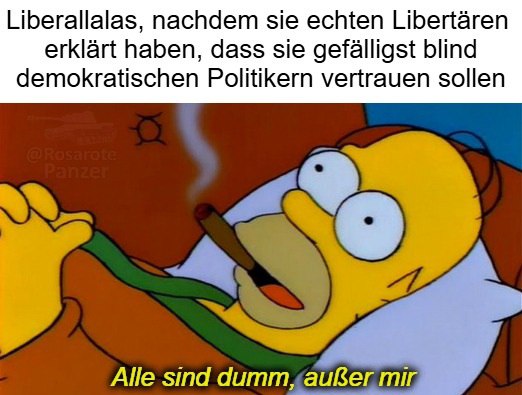 Liberallalas, nachdem sie echten Libertären
erklärt haben, dass sie gefälligst blind
demokratischen Politikern vertrauen sollen
@Rosarote
Panzer
Alle sind dumm, außer mir